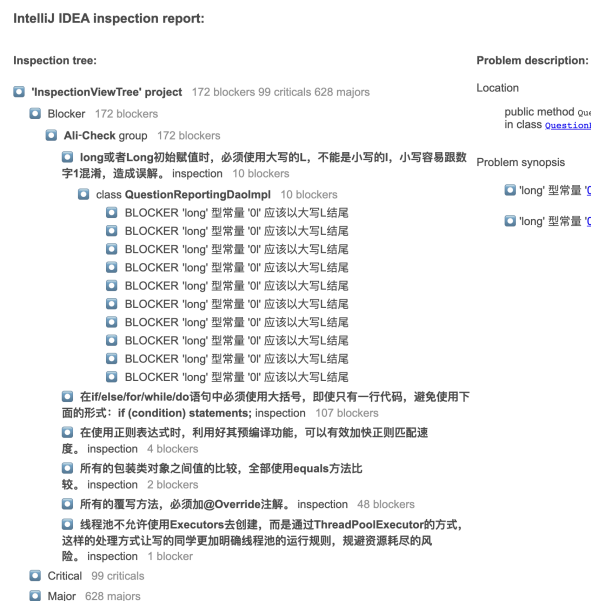 IntelliJ IDEA inspection report:
Inspection tree:
'InspectionViewTree' project 172 blockers 99 criticals 628 majors
Blocker 172 blockers
Ali-Check group 172 blockers
long或者Long初始赋值时，必须使用大写的L，不能是小写的l，小写容易跟数
字1混淆，造成误解。 inspection 10 blockers
class QuestionReportingDaoImpl 10 blockers
BLOCKER 'long' 型常量 '0l' 应该以大写L结尾
BLOCKER 'long' 型常量 '0l' 应该以大写L结尾
BLOCKER 'long' 型常量 '0l' 应该以大写L结尾
BLOCKER 'long' 型常量 '0l' 应该以大写L结尾
BLOCKER 'long' 型常量 '0l' 应该以大写L结尾
BLOCKER 'long' 型常量 '0l' 应该以大写L结尾
BLOCKER 'long' 型常量 '0l' 应该以大写L结尾
BLOCKER 'long' 型常量 '0l' 应该以大写L结尾
BLOCKER 'long' 型常量 '0l' 应该以大写L结尾
BLOCKER 'long' 型常量 '0l' 应该以大写L结尾
在if/else/for/while/do语句中必须使用大括号，即使只有一行代码，避免使用下
面的形式：if (condition) statements; inspection 107 blockers
在使用正则表达式时，利用好其预编译功能，可以有效加快正则匹配速
度。 inspection 4 blockers
所有的包装类对象之间值的比较，全部使用equals方法比
较。 inspection 2 blockers
所有的覆写方法，必须加@Override注解。 inspection 48 blockers
线程池不允许使用Executors去创建，而是通过ThreadPoolExecutor的方式，
这样的处理方式让写的同学更加明确线程池的运行规则，规避资源耗尽的风
险。 inspection 1 blocker
Critical 99 criticals
Major 628 majors
Problem description:
Location
public method
in class
Problem synopsis
'long' 型常量
'long' 型常量